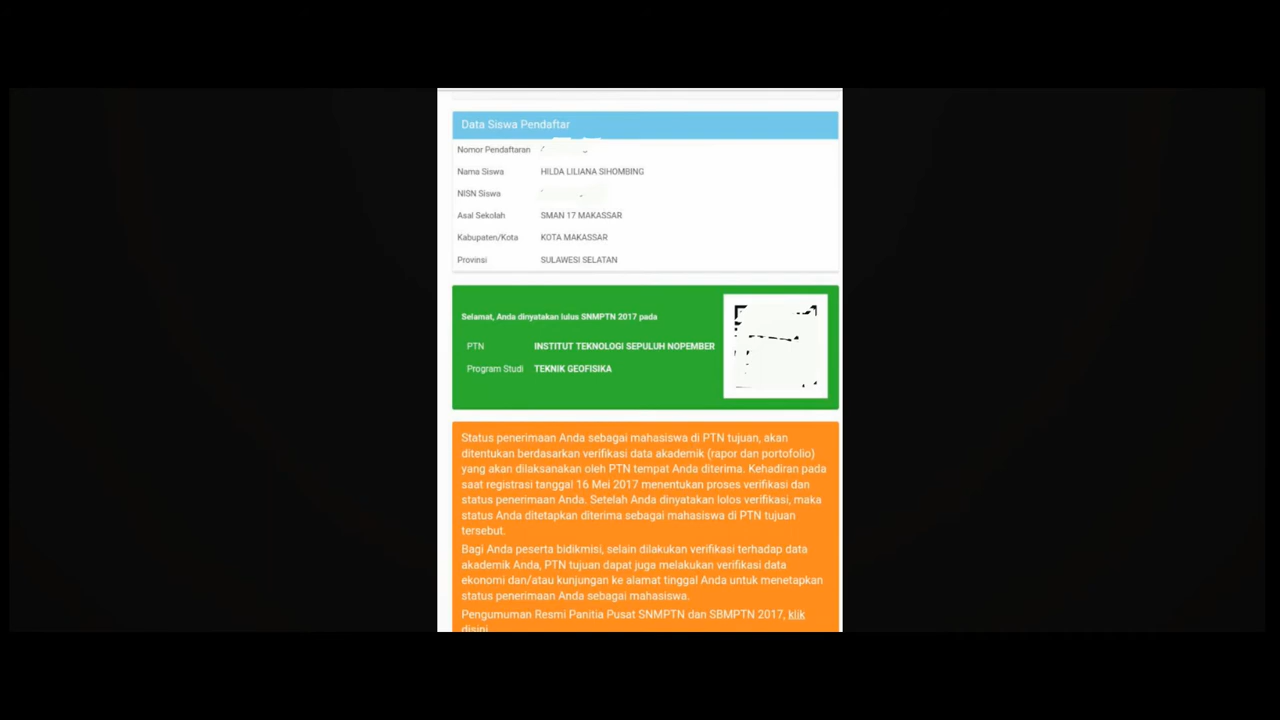 Data Siswa Pendaftar
Nomor Pendaftaran
Nama Siswa HILDA LILIANA SIHOMBING
NISN Siswa
Asal Sekolah SMAN 17 MAKASSAR
Kabupaten/Kota KOTA MAKASSAR
Provinsi SULAWESI SELATAN
Selamat, Anda dinyatakan lulus SNMPTN 2017 pada
PTN INSTITUT TEKNOLOGI SEPULUH NOPEMBER
Program Studi TEKNIK GEOFISIKA
Status penerimaan Anda sebagai mahasiswa di PTN tujuan, akan
ditentukan berdasarkan verifikasi data akademik (rapor dan portofolio)
yang akan dilaksanakan oleh PTN tempat Anda diterima. Kehadiran pada
saat registrasi tanggal 16 Mei 2017 menentukan proses verifikasi dan
status penerimaan Anda. Setelah Anda dinyatakan lolos verifikasi, maka
status Anda ditetapkan diterima sebagai mahasiswa di PTN tujuan
tersebut.
Bagi Anda peserta bidikmisi, selain dilakukan verifikasi terhadap data
akademik Anda, PTN tujuan dapat juga melakukan verifikasi data
ekonomi dan/atau kunjungan ke alamat tinggal Anda untuk menetapkan
status penerimaan Anda sebagai mahasiswa.
Pengumuman Resmi Panitia Pusat SNMPTN dan SBMPTN 2017, klik
disini